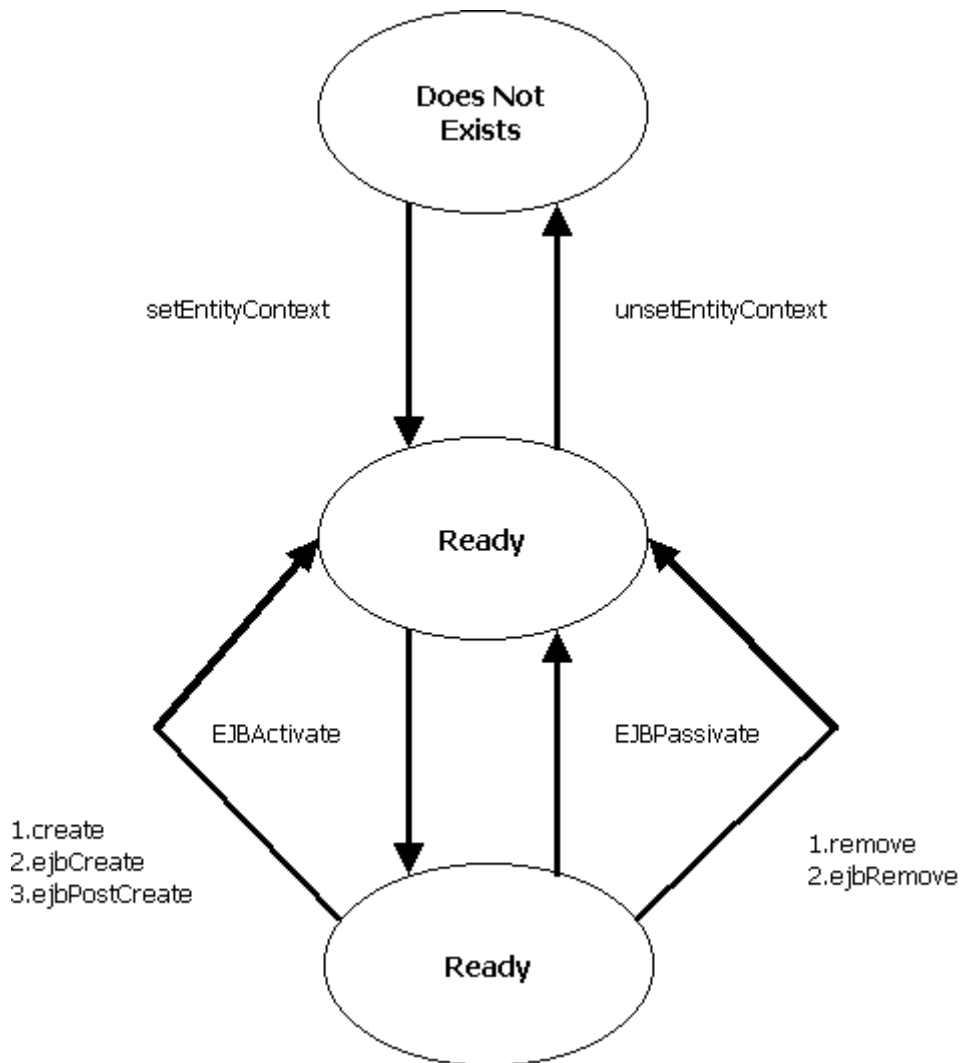 Does Not
Exists
setEntityContext
unsetEntityContext
Ready
EJBActivate
EJBPassivate
1.create
2.ejbCreate
3.ejbPostCreate
1.remove
2.ejbRemove
Ready